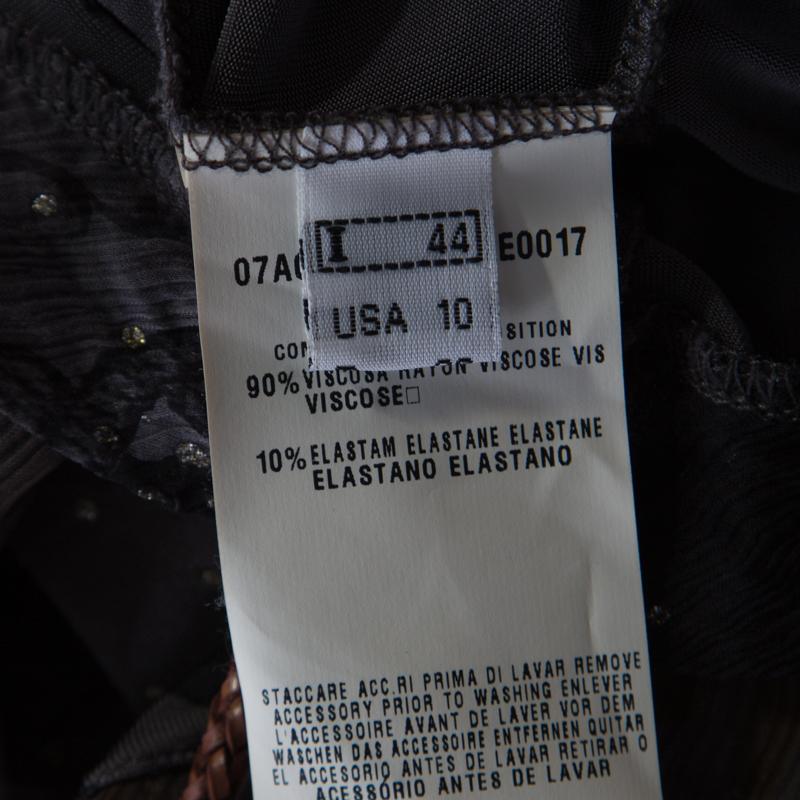 I 44
USA 10
07A E0017
SITION
90% VISCOSA RAYON VISCOSE VIS
VISCOSE□
10% ELASTAM ELASTANE ELASTANE
ELASTANO ELASTANO
STACCARE ACC.RI PRIMA DI LAVAR REMOVE
ACCESSORY PRIOR TO WASHING ENLEVER
L'ACCESSOIRE AVANT DE LAVER VOR DEM
WASCHEN DAS ACCESSOIRE ENTFERNEN QUITAR
EL ACCESORIO ANTES DE LAVAR RETIRAR O
ACESSÓRIO ANTES DE LAVAR